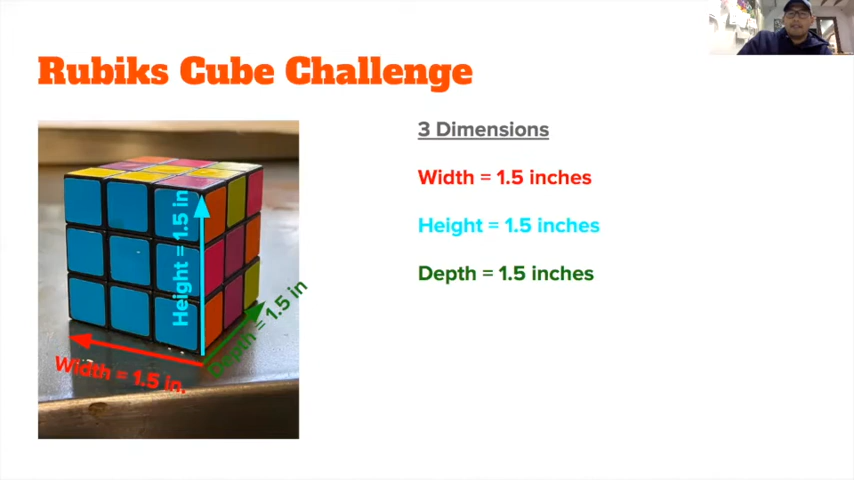 Rubiks Cube Challenge
3 Dimensions
Width = 1.5 inches
Height = 1.5 inches
Depth = 1.5 inches
Height = 1.5 in
Depth = 1.5 in
Width = 1.5 in.